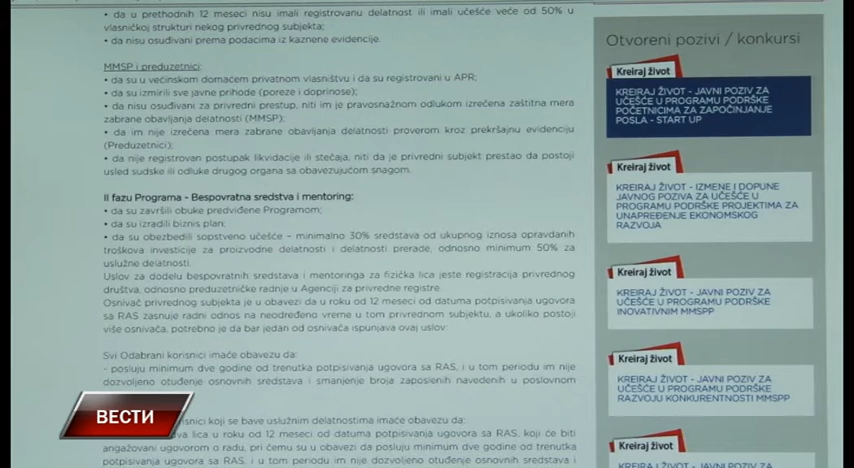 • da u prethodnih 12 meseci nisu imali registrovanu delatnost ili imali učešće veće od 50% u
vlasničkoj strukturi nekog privrednog subjekta;
• da nisu osuđivani prema podacima iz kaznene evidencije.
MMSP i preduzetnici:
• da su u većinskom domaćem privatnom vlasništvu i da su registrovani u APR;
• da su izmirili sve javne prihode (poreze i doprinose);
• da nisu osuđivani za privredni prestup, niti im je pravosnažnom odlukom izrečena zaštitna mera
zabrane obavljanja delatnosti (MMSP);
• da im nije izrečena mera zabrane obavljanja delatnosti proverom kroz prekršajnu evidenciju
(Preduzetnici);
• da nije registrovan postupak likvidacije ili stečaja, niti da je privredni subjekt prestao da postoji
usled sudske ili odluke drugog organa sa obavezujućom snagom.
II fazu Programa - Bespovratna sredstva i mentoring:
• da su završili obuke predviđene Programom;
• da su izradili biznis plan;
• da su obezbedili sopstveno učešće – minimalno 30% sredstava od ukupnog iznosa opravdanih
troškova investicije za proizvodne delatnosti i delatnosti prerade, odnosno minimum 50% za
uslužne delatnosti.
Uslov za dodelu bespovratnih sredstava i mentoringa za fizička lica jeste registracija privrednog
društva, odnosno preduzetničke radnje u Agenciji za privredne registre.
Osnivač privrednog subjekta je u obavezi da u roku od 12 meseci od datuma potpisivanja ugovora
sa RAS zasnuje radni odnos na neodređeno vreme u tom privrednom subjektu, a ukoliko postoji
više osnivača, potrebno je da bar jedan od osnivača ispunjava ovaj uslov.
Svi Odabrani korisnici imaće obavezu da:
- posluju minimum dve godine od trenutka potpisivanja ugovora sa RAS, i u tom periodu im nije
dozvoljeno otuđenje osnovnih sredstava i smanjenje broja zaposlenih navedenih u poslovnom
risnici koji se bave uslužnim delatnostima imaće obavezu da:
va lica u roku od 12 meseci od datuma potpisivanja ugovora sa RAS, koji će biti
angažovani ugovorom o radu, pri čemu su u obavezi da posluju minimum dve godine od trenutka
potpisivanja ugovora sa RAS, i u tom periodu im nije dozvoljeno otuđenje osnovnih sredstava i
ВЕСТИ
Otvoreni pozivi / konkursi
Kreiraj život
KREIRAJ ŽIVOT - JAVNI POZIV ZA
UČEŠĆE U PROGRAMU PODRŠKE
POČETNICIMA ZA ZAPOČINJANJE
POSLA - START UP
Kreiraj život
KREIRAJ ŽIVOT - IZMENE I DOPUNE
JAVNOG POZIVA ZA UČEŠĆE U
PROGRAMU PODRŠKE PROJEKTIMA ZA
UNAPREĐENJE EKONOMSKOG
RAZVOJA
Kreiraj život
KREIRAJ ŽIVOT - JAVNI POZIV ZA
UČEŠĆE U PROGRAMU PODRŠKE
INOVATIVNIM MMSPP
Kreiraj život
KREIRAJ ŽIVOT - JAVNI POZIV ZA
UČEŠĆE U PROGRAMU PODRŠKE
RAZVOJU KONKURENTNOSTI MMSPP
Kreiraj život
KREIRAJ ŽIVOT - JAVNI POZIV ZA